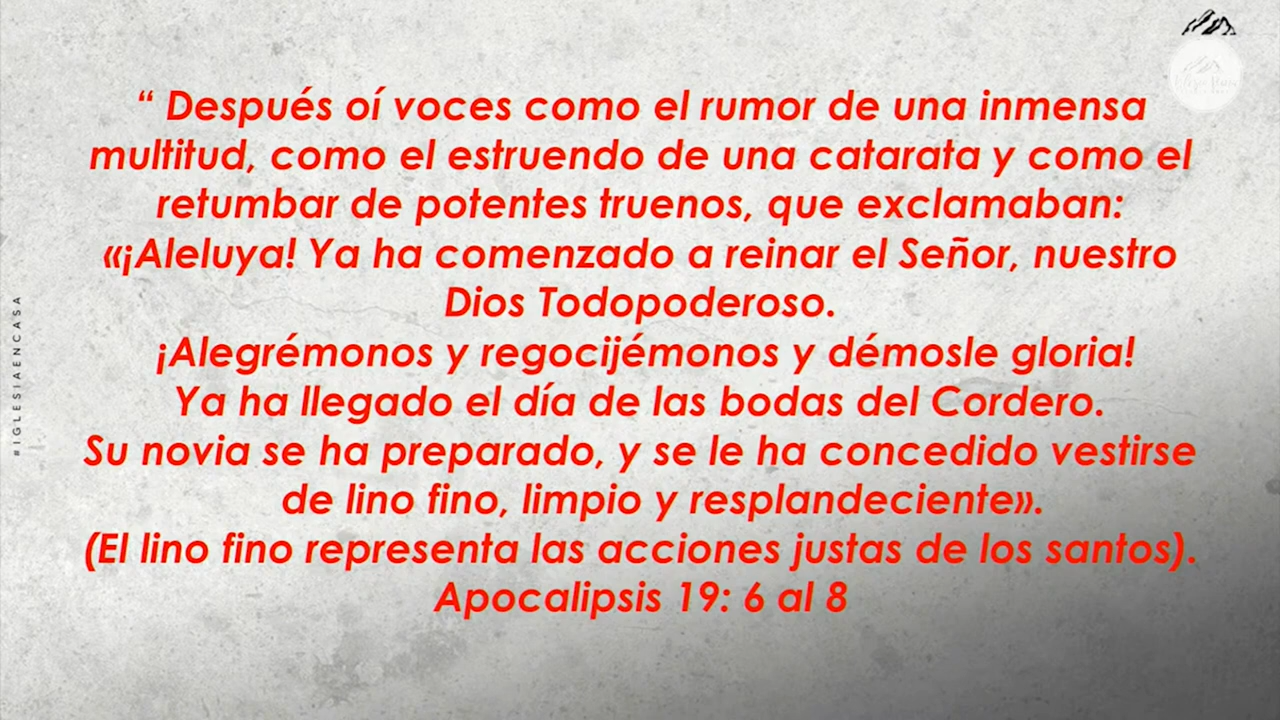 “ Después oí voces como el rumor de una inmensa
multitud, como el estruendo de una catarata y como el
retumbar de potentes truenos, que exclamaban:
«¡Aleluya! Ya ha comenzado a reinar el Señor, nuestro
Dios Todopoderoso.
¡Alegrémonos y regocijémonos y démosle gloria!
Ya ha llegado el día de las bodas del Cordero.
Su novia se ha preparado, y se le ha concedido vestirse
de lino fino, limpio y resplandeciente».
(El lino fino representa las acciones justas de los santos).
Apocalipsis 19: 6 al 8
#IGLESIAENCASA